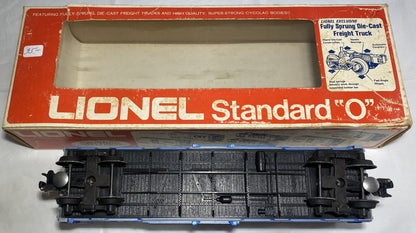 FEATURING FULLY SPRUNG DIE-CAST FREIGHT TRUCKS AND HIGH QUALITY, SUPER-STRONG CYCOLAC BODIES!
LIONEL EXCLUSIVE
Fully Sprung Die-Cast
Freight Truck
LIONEL Standard "O"